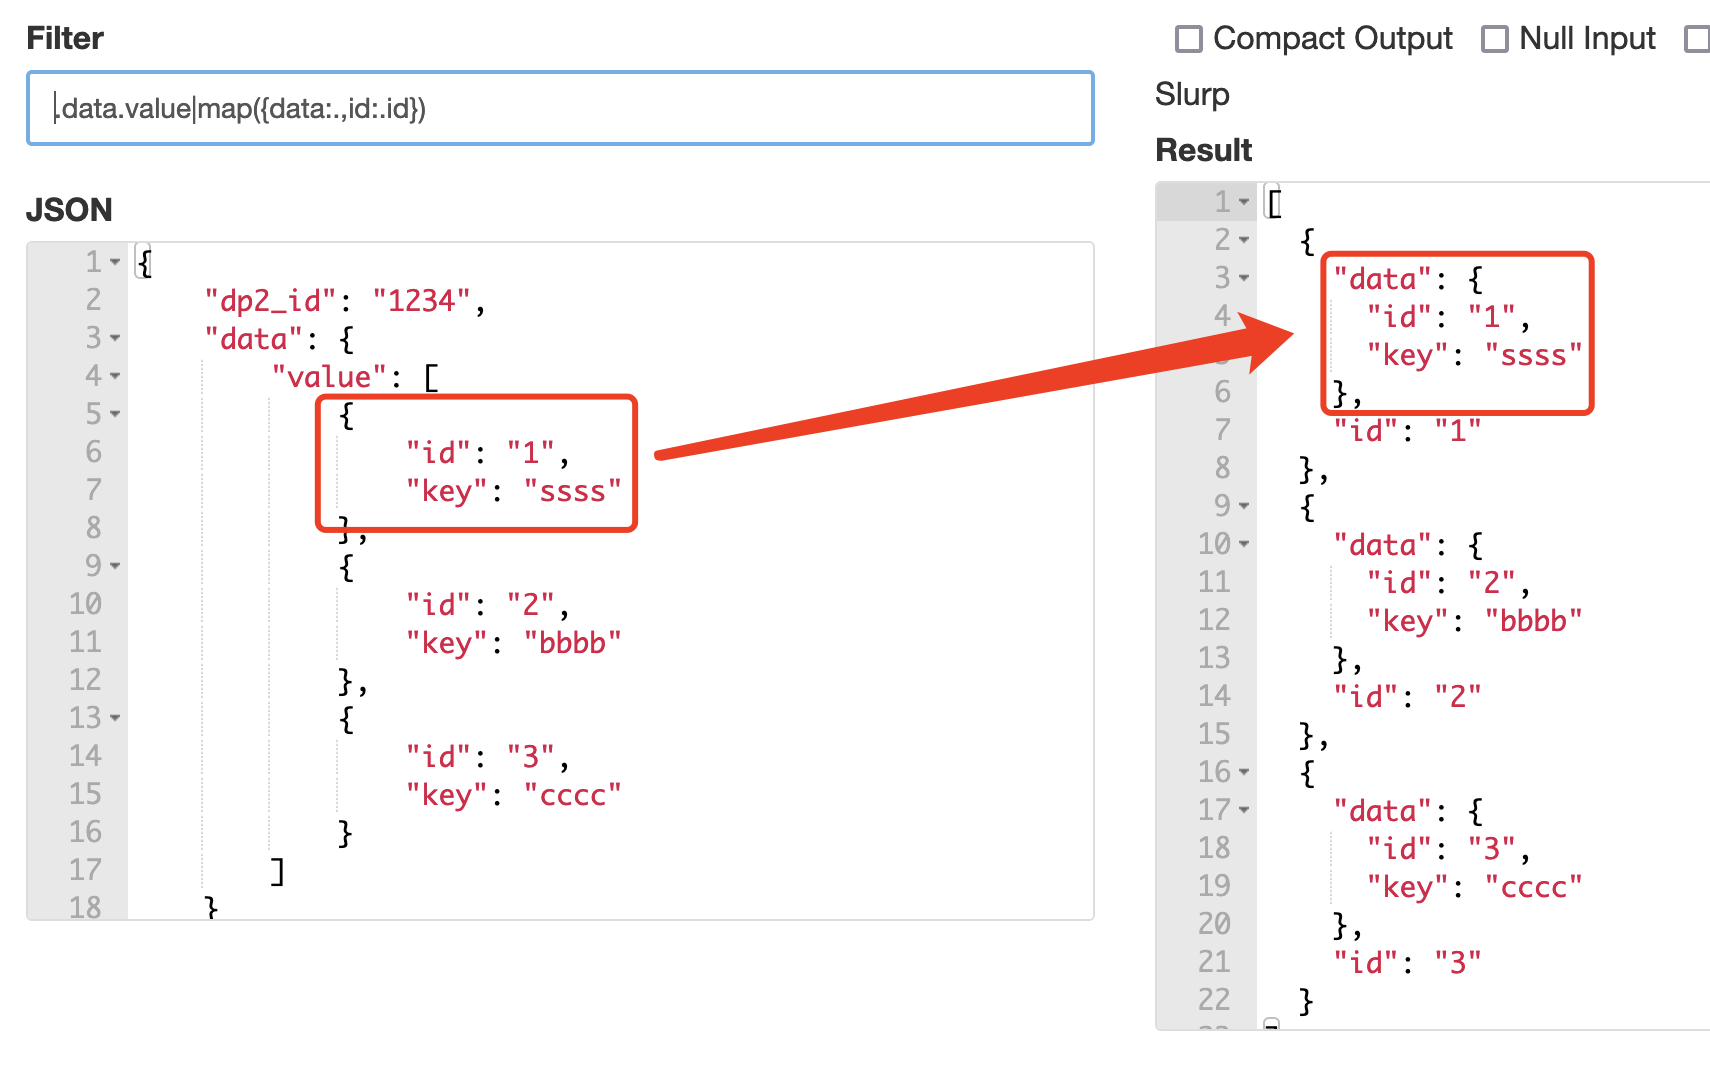 Filter
.data.value|map({data:.,id:.id})
JSON
1 {
2 "dp2_id": "1234",
3 "data": {
4 "value": [
5 {
6 "id": "1",
7 "key": "ssss"
8 },
9 {
10 "id": "2",
11 "key": "bbbb"
12 },
13 {
14 "id": "3",
15 "key": "cccc"
16 }
17 ]
18 }
Compact Output Null Input
Slurp
Result
1 [
2 {
3 "data": {
4 "id": "1",
"key": "ssss"
6 },
7 "id": "1"
8 },
9 {
10 "data": {
11 "id": "2",
12 "key": "bbbb"
13 },
14 "id": "2"
15 },
16 {
17 "data": {
18 "id": "3",
19 "key": "cccc"
20 },
21 "id": "3"
22 }